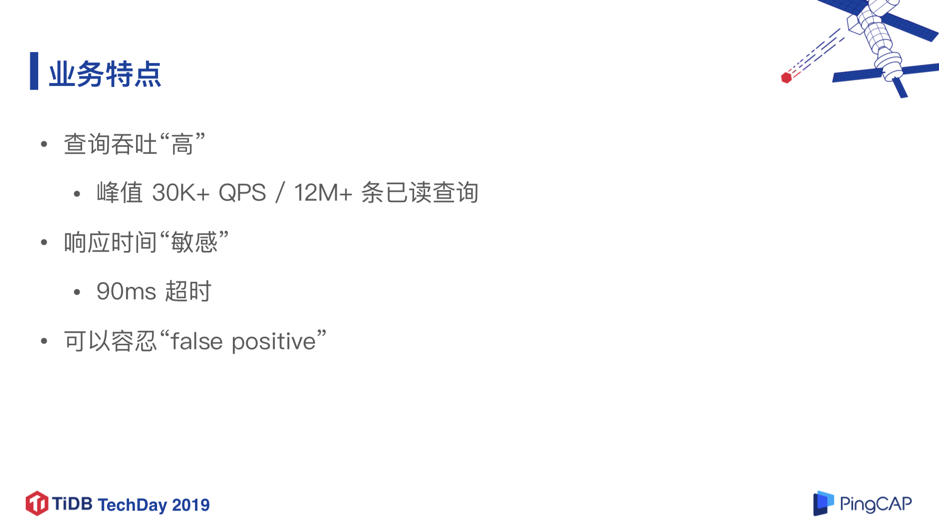 业务特点
• 查询吞吐“高”
• 峰值 30K+ QPS / 12M+ 条已读查询
• 响应时间“敏感”
• 90ms 超时
• 可以容忍“false positive”
TiDB TechDay 2019
PingCAP